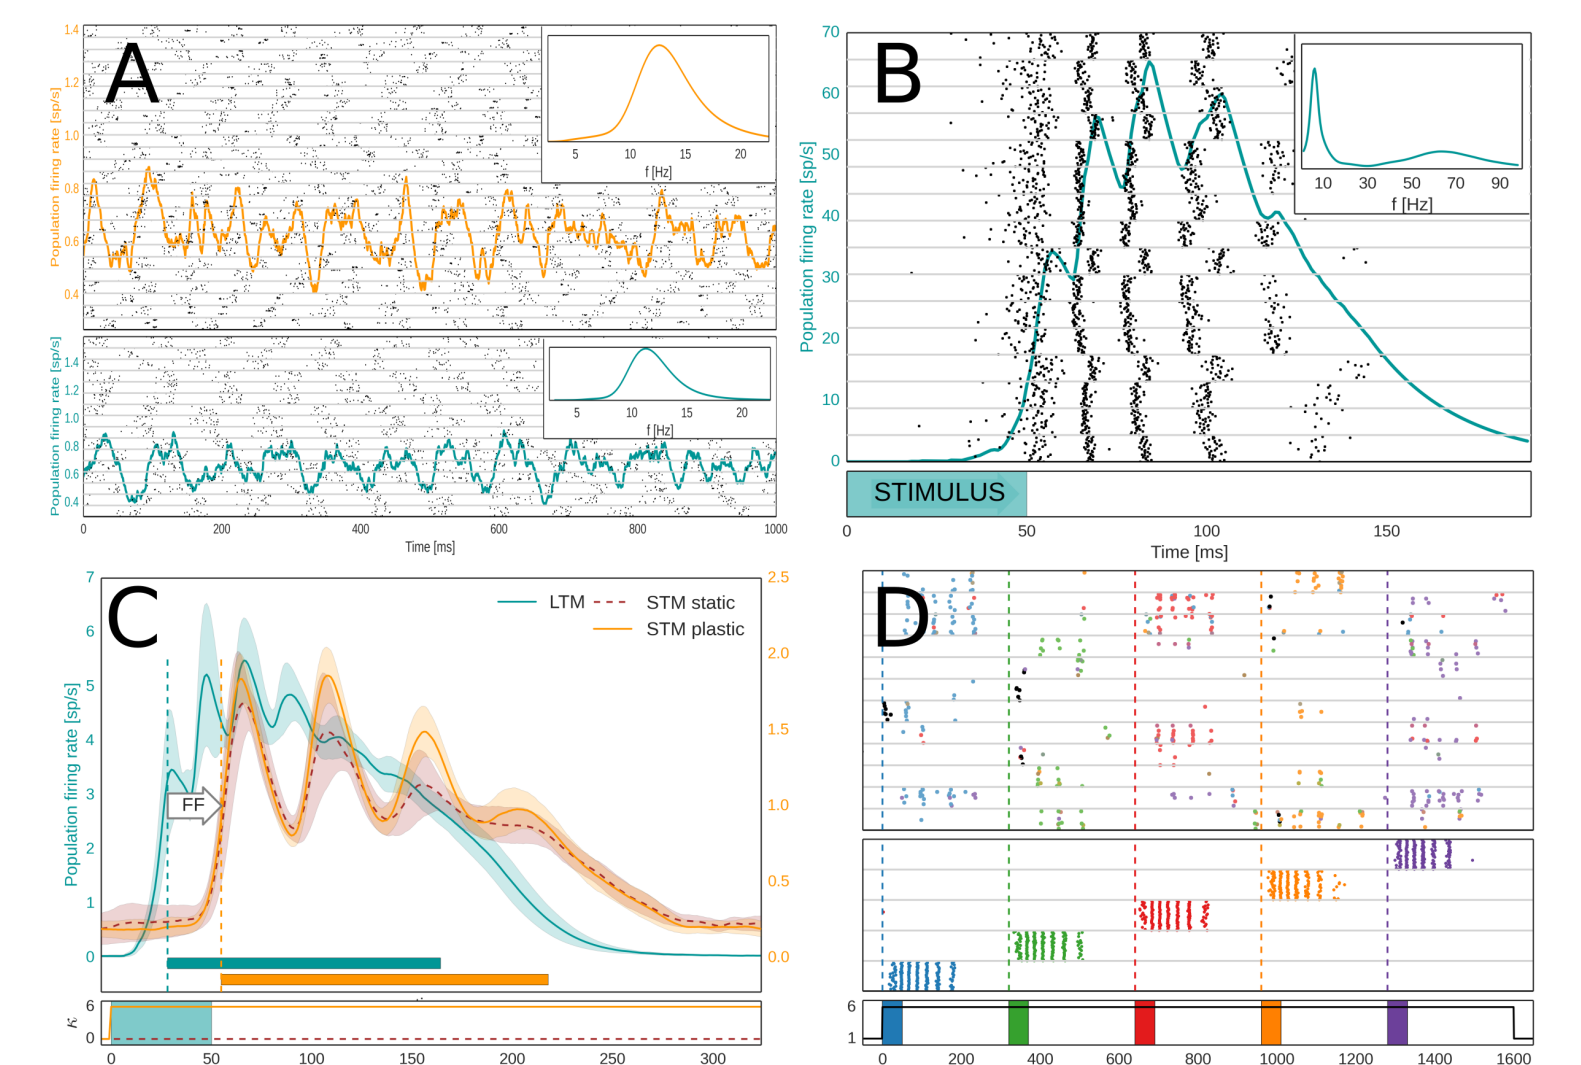 A
Population firing rate [sp/s]
1.4
1.2
1.0
0.8
0.6
0.4
5 10 15 20
f [Hz]
Population firing rate [sp/s]
1.4
1.2
1.0
0.8
0.6
0.4
5 10 15 20
f [Hz]
0 200 400 600 800 1000
Time [ms]
B
Population firing rate [sp/s]
70
60
50
40
30
20
10
0
10 30 50 70 90
f [Hz]
STIMULUS
0 50 100 150
Time [ms]
C
Population firing rate [sp/s]
7
6
5
4
3
2
1
0
2.5
2.0
1.5
1.0
0.5
0.0
LTM STM static
STM plastic
FF
κ
6
0
0 50 100 150 200 250 300
D
6
1
0 200 400 600 800 1000 1200 1400 1600